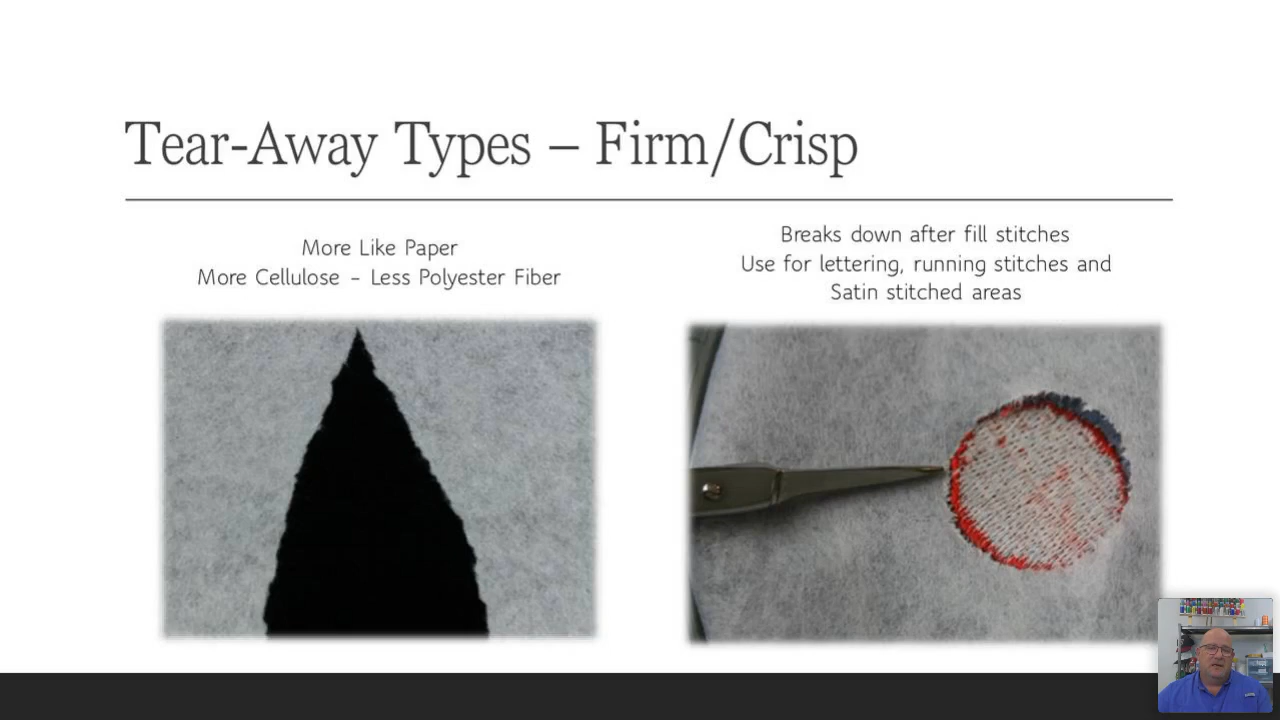 Tear-Away Types – Firm/Crisp
More Like Paper
More Cellulose – Less Polyester Fiber
Breaks down after fill stitches
Use for lettering, running stitches and
Satin stitched areas